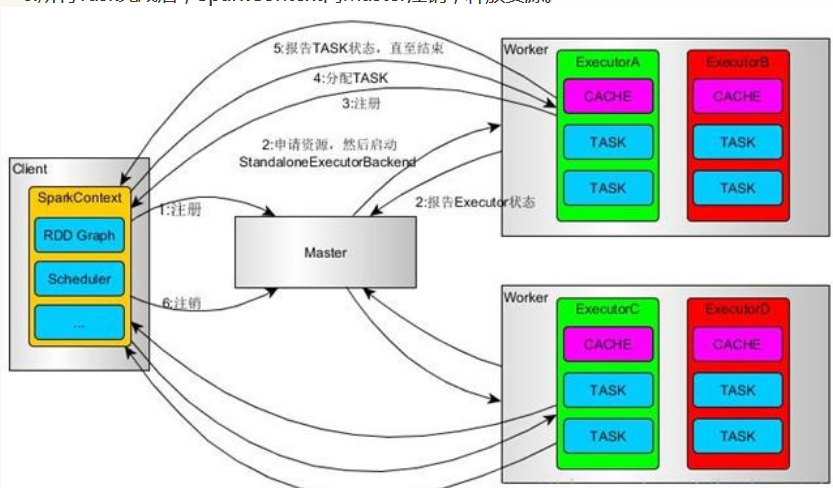 5:报告TASK状态，直至结束
4:分配TASK
3:注册
2:申请资源，然后启动
StandaloneExecutorBackend
Client
SparkContext
RDD Graph
Scheduler
...
1:注册
6:注销
Master
2:报告Executor状态
Worker
ExecutorA
CACHE
TASK
TASK
ExecutorB
CACHE
TASK
TASK
Worker
ExecutorC
CACHE
TASK
TASK
ExecutorD
CACHE
TASK
TASK